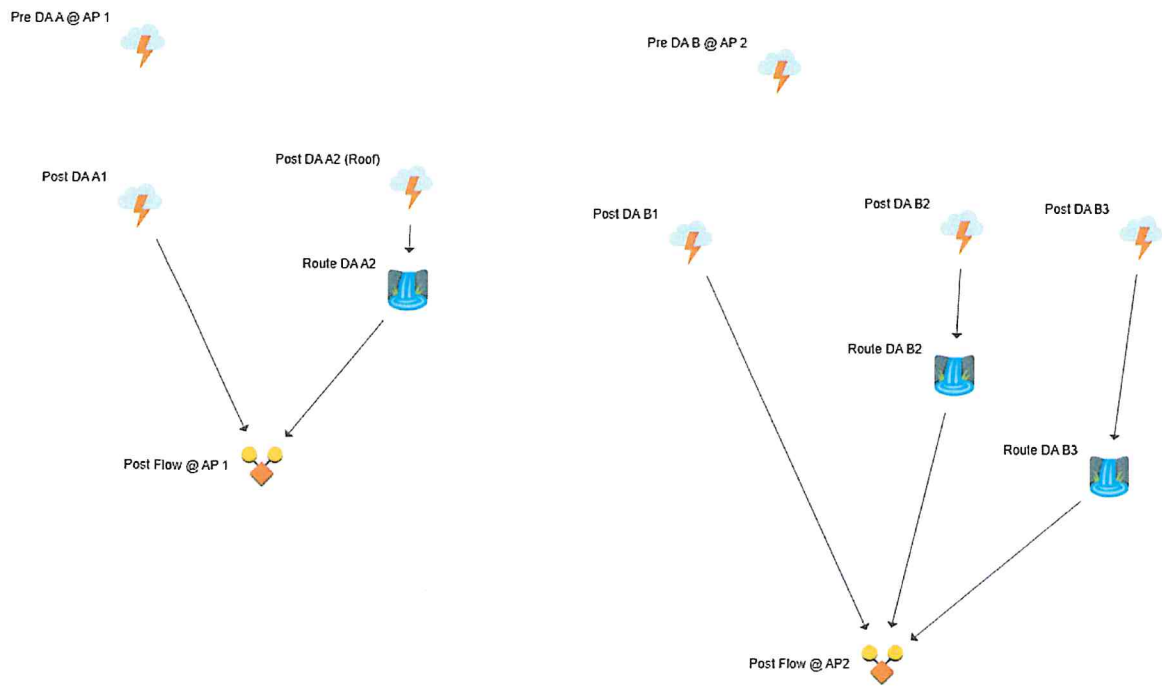 Pre DA A @ AP 1
Pre DA B @ AP 2
Post DA A1
Post DA A2 (Roof)
Route DA A2
Post Flow @ AP 1
Post DA B1
Post DA B2
Post DA B3
Route DA B2
Route DA B3
Post Flow @ AP2